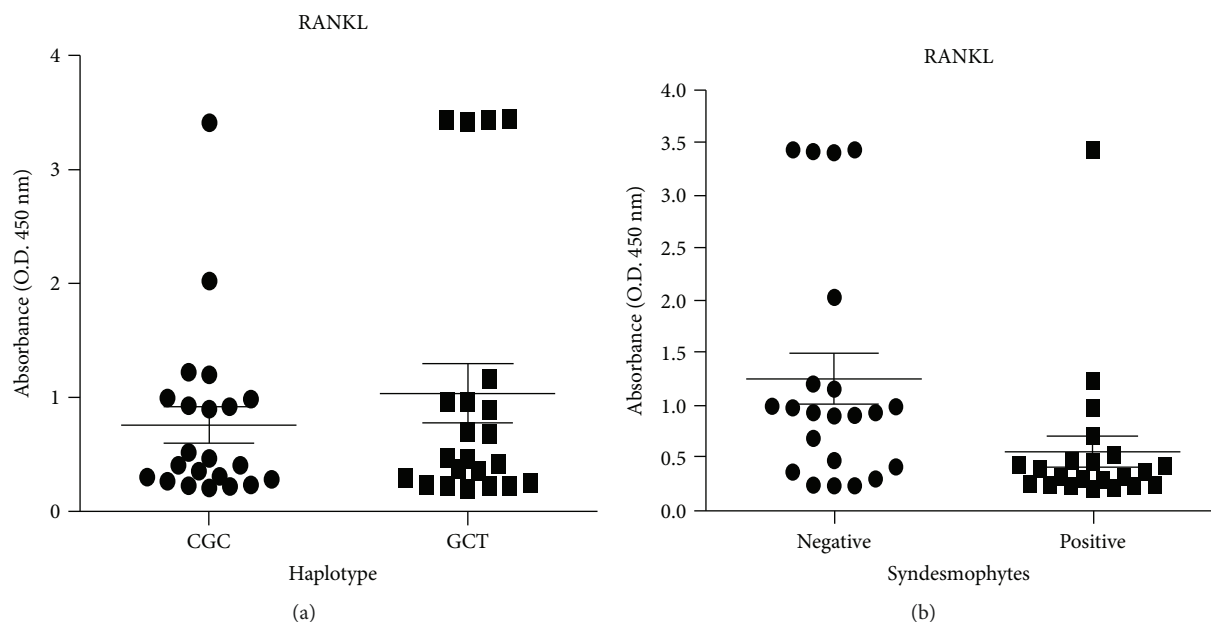 RANKL
4
3
2
1
0
Absorbance (O.D. 450 nm)
CGC
GCT
Haplotype
(a)
RANKL
4.0
3.5
3.0
2.5
2.0
1.5
1.0
0.5
0.0
Absorbance (O.D. 450 nm)
Negative
Positive
Syndesmophytes
(b)